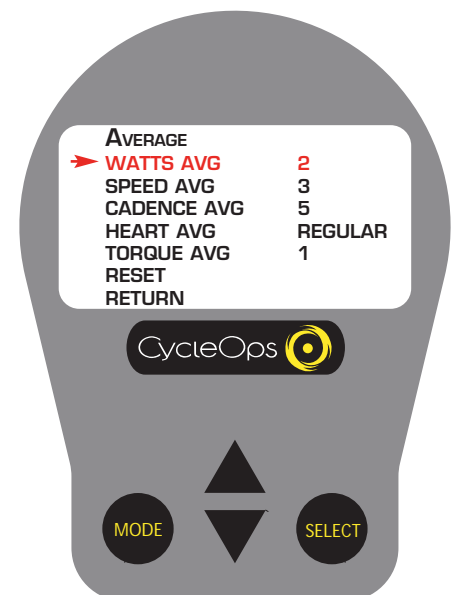 AVERAGE
WATTS AVG 2
SPEED AVG 3
CADENCE AVG 5
HEART AVG REGULAR
TORQUE AVG 1
RESET
RETURN
CycleOps
MODE SELECT